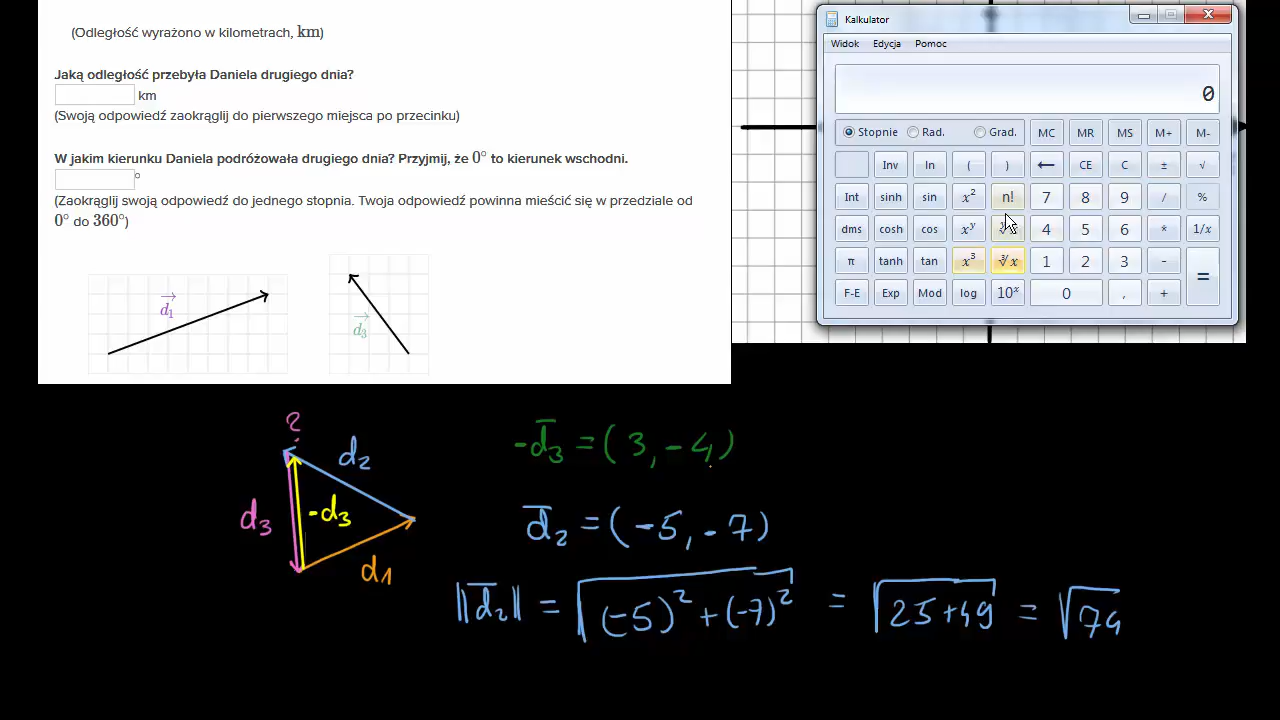 (Odległość wyrażono w kilometrach, km)
Jaką odległość przebyła Daniela drugiego dnia?
km
(Swoją odpowiedź zaokrąglij do pierwszego miejsca po przecinku)
W jakim kierunku Daniela podróżowała drugiego dnia? Przyjmij, że 0° to kierunek wschodni.
°
(Zaokrąglij swoją odpowiedź do jednego stopnia. Twoja odpowiedź powinna mieścić się w przedziale od
0° do 360°)
d₁
d₃
Kalkulator
Widok Edycja Pomoc
0
Stopnie Rad. Grad. MC MR MS M+ M-
Inv ln ( ) ← CE C ± √
Int sinh sin x² n! 7 8 9 / %
dms cosh cos xʸ 4 5 6 * 1/x
π tanh tan x³ ³√x 1 2 3 - =
F-E Exp Mod log 10ˣ 0 , +
?
d₂
d₃
-d₃
d1
-d₃ = (3, -4)
d₂ = (-5, -7)
||d₂|| = √(-5)² + (-7)² = √25+49 = √74